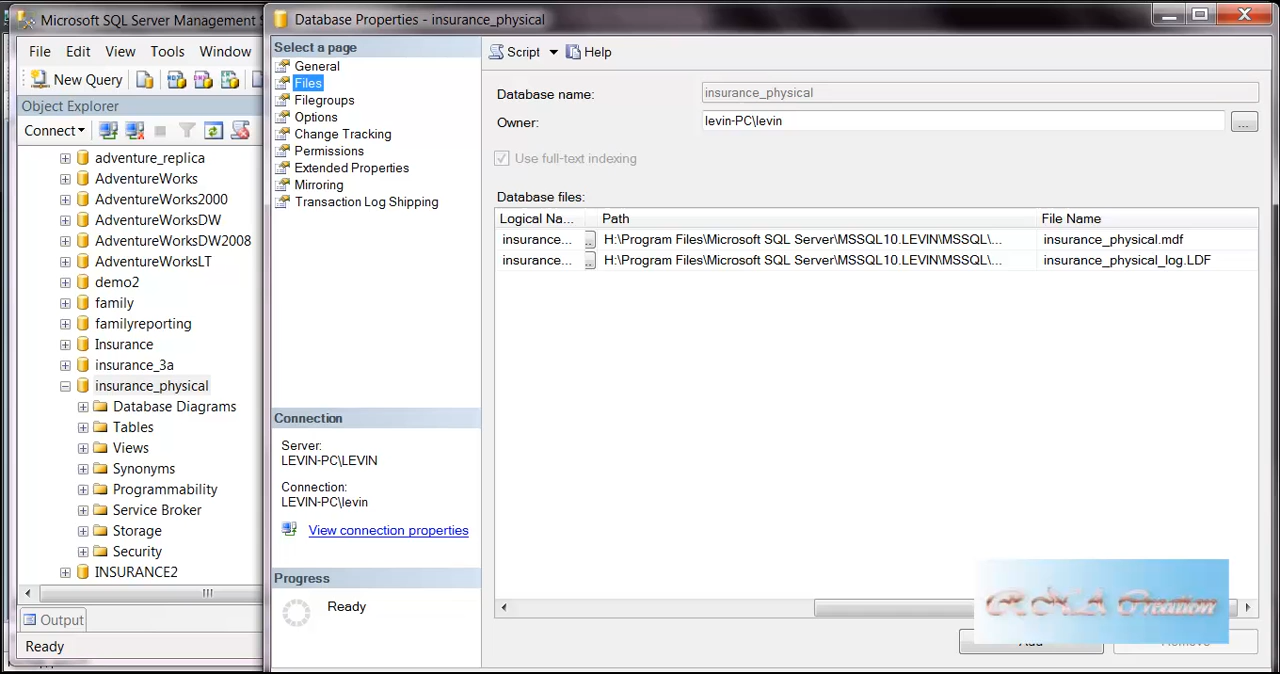 Microsoft SQL Server Management S
File Edit View Tools Window
New Query
Object Explorer
Connect
adventure_replica
AdventureWorks
AdventureWorks2000
AdventureWorksDW
AdventureWorksDW2008
AdventureWorksLT
demo2
family
familyreporting
Insurance
insurance_3a
insurance_physical
Database Diagrams
Tables
Views
Synonyms
Programmability
Service Broker
Storage
Security
INSURANCE2
Output
Ready
Database Properties - insurance_physical
Select a page
General
Files
Filegroups
Options
Change Tracking
Permissions
Extended Properties
Mirroring
Transaction Log Shipping
Connection
Server:
LEVIN-PC\LEVIN
Connection:
LEVIN-PC\levin
View connection properties
Progress
Ready
Script Help
Database name: insurance_physical
Owner: levin-PC\levin ...
Use full-text indexing
Database files:
Logical Na... Path File Name
insurance... .. H:\Program Files\Microsoft SQL Server\MSSQL10.LEVIN\MSSQL\... insurance_physical.mdf
insurance... .. H:\Program Files\Microsoft SQL Server\MSSQL10.LEVIN\MSSQL\... insurance_physical_log.LDF
Creation
Add Remove